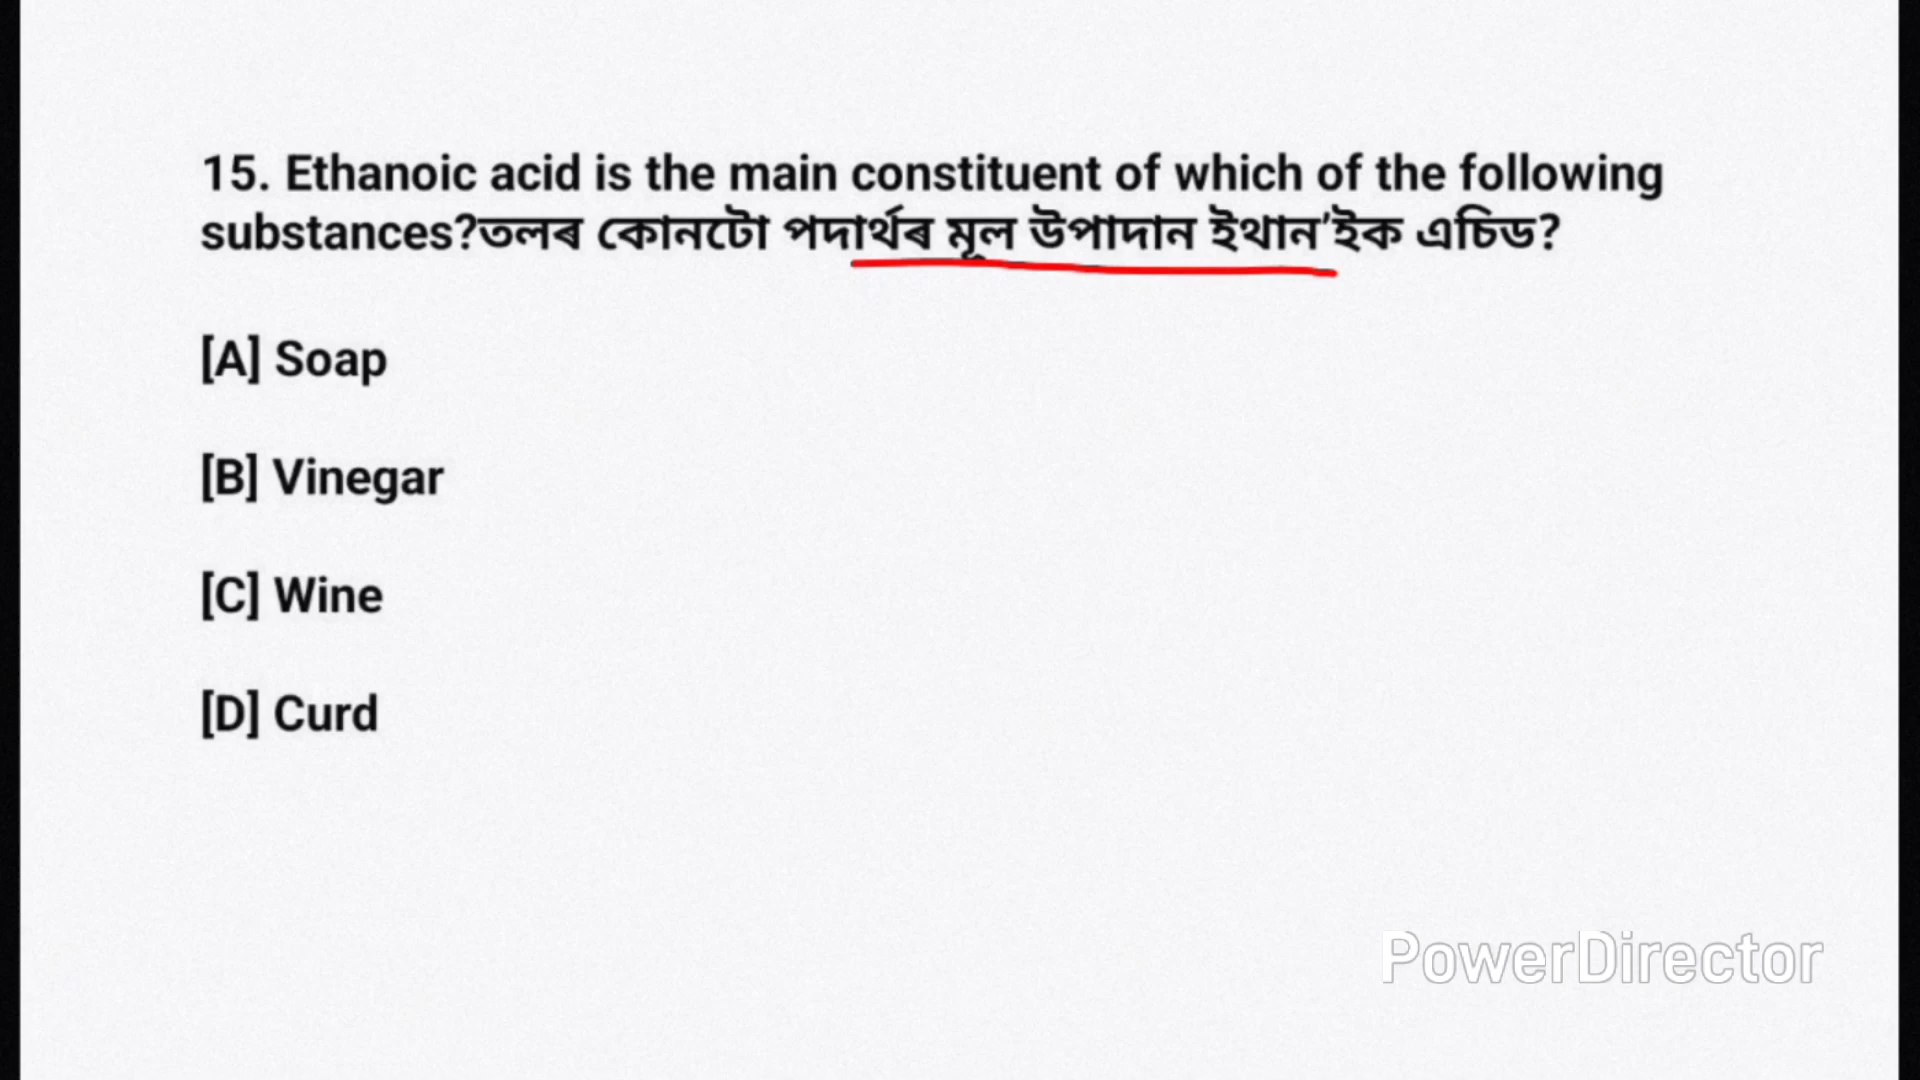 15. Ethanoic acid is the main constituent of which of the following
substances?তলৰ কোনটো পদাৰ্থৰ মূল উপাদান ইথান’ইক এচিড?
[A] Soap
[B] Vinegar
[C] Wine
[D] Curd
PowerDirector